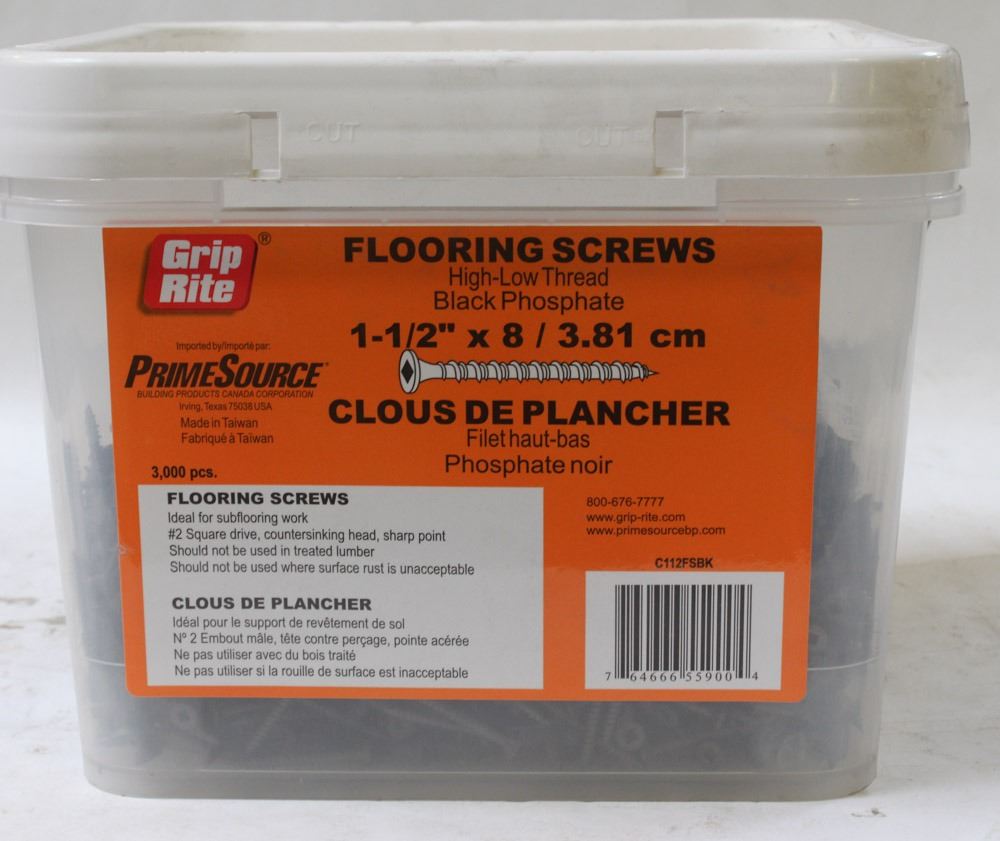 CUT
CUT
Grip
Rite®
FLOORING SCREWS
High-Low Thread
Black Phosphate
1-1/2" x 8 / 3.81 cm
Imported by/Importé par:
PRIMESOURCE®
BUILDING PRODUCTS CANADA CORPORATION
Irving, Texas 75038 USA
Made in Taiwan
Fabriqué à Taïwan
CLOUS DE PLANCHER
Filet haut-bas
Phosphate noir
3,000 pcs.
FLOORING SCREWS
Ideal for subflooring work
#2 Square drive, countersinking head, sharp point
Should not be used in treated lumber
Should not be used where surface rust is unacceptable
CLOUS DE PLANCHER
Idéal pour le support de revêtement de sol
Nº 2 Embout mâle, tête contre perçage, pointe acérée
Ne pas utiliser avec du bois traité
Ne pas utiliser si la rouille de surface est inacceptable
800-676-7777
www.grip-rite.com
www.primesourcebp.com
C112FSBK
7 64666 55900 4